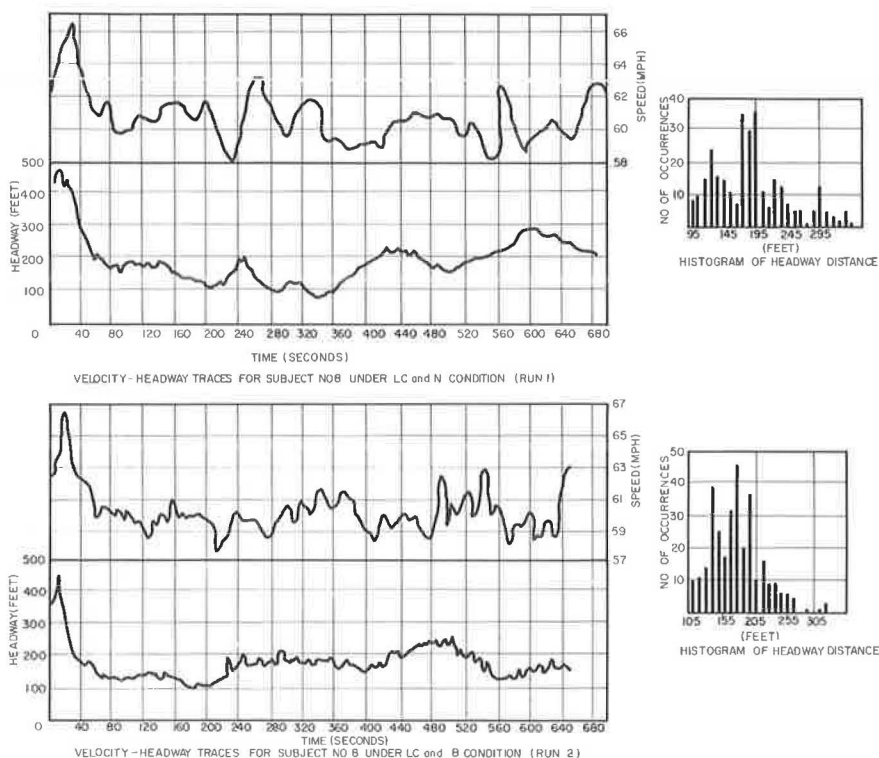 66
64
62
60
58
SPEED (MPH)
500
400
300
200
100
0
HEADWAY (FEET)
40 80 120 160 200 240 280 320 340 400 440 480 520 560 600 640 680
TIME (SECONDS)
VELOCITY-HEADWAY TRACES FOR SUBJECT NO 8 UNDER LC and N CONDITION (RUN 1)
40
30
20
10
NO OF OCCURRENCES
95 145 195 245 295
(FEET)
HISTOGRAM OF HEADWAY DISTANCE
67
65
63
61
59
57
SPEED (MPH)
500
400
300
200
100
0
HEADWAY (FEET)
40 80 120 160 200 240 280 320 360 400 440 480 520 560 600 640 680
TIME (SECONDS)
VELOCITY-HEADWAY TRACES FOR SUBJECT NO 8 UNDER LC and B CONDITION (RUN 2)
50
40
30
20
10
NO OF OCCURRENCES
105 155 205 255 305
(FEET)
HISTOGRAM OF HEADWAY DISTANCE